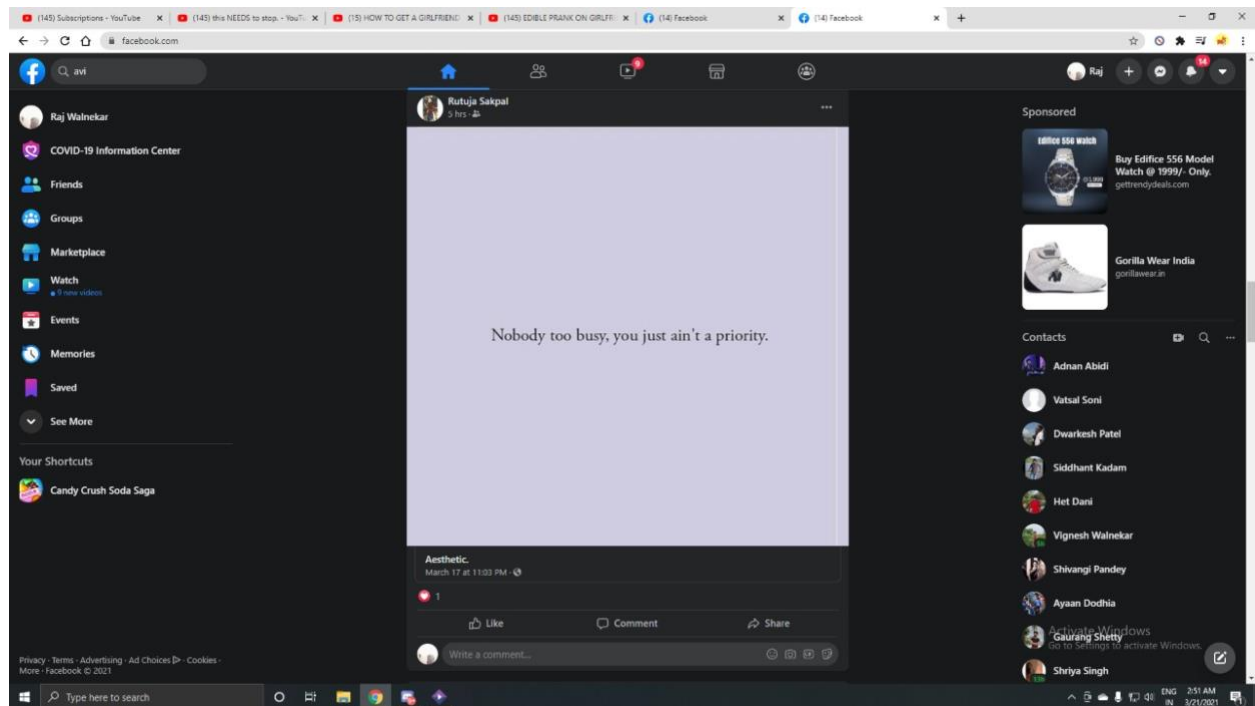 (145) Subscriptions - YouTube
(145) this NEEDS to stop. - YouT
(15) HOW TO GET A GIRLFRIEND
(145) EDIBLE PRANK ON GIRLFR
(14) Facebook
(14) Facebook
facebook.com
avi
9
Raj
14
Raj Walnekar
COVID-19 Information Center
Friends
Groups
Marketplace
Watch
9 new videos
Events
Memories
Saved
See More
Your Shortcuts
Candy Crush Soda Saga
Privacy · Terms · Advertising · Ad Choices · Cookies ·
More · Facebook © 2021
Rutuja Sakpal
5 hrs ·
Nobody too busy, you just ain't a priority.
Aesthetic.
March 17 at 11:03 PM ·
1
Like
Comment
Share
Write a comment...
Sponsored
Edifice 556 Watch
Buy Edifice 556 Model
Watch @ 1999/- Only.
gettrendydeals.com
Gorilla Wear India
gorillawear.in
Contacts
Adnan Abidi
Vatsal Soni
Dwarkesh Patel
Siddhant Kadam
Het Dani
Vignesh Walnekar
Shivangi Pandey
Ayaan Dodhia
Gaurang Shetty
Shriya Singh
Activate Windows
Go to Settings to activate Windows.
Type here to search
ENG
IN
2:51 AM
3/21/2021